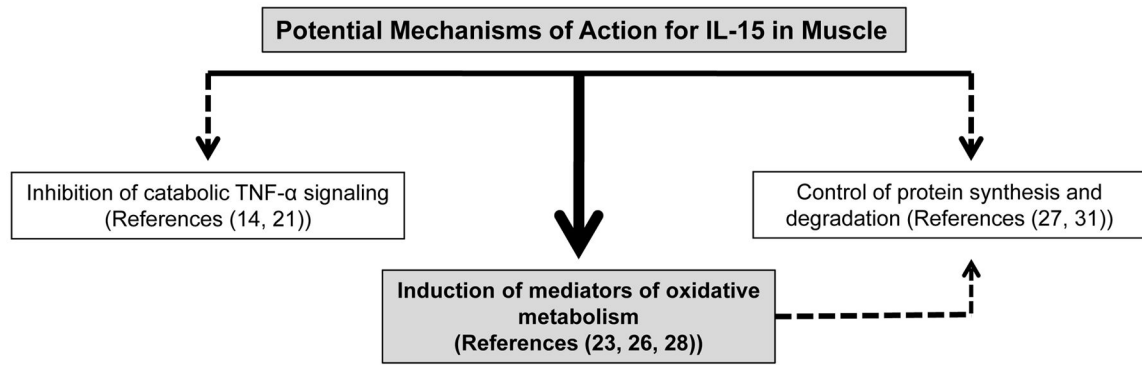 Potential Mechanisms of Action for IL-15 in Muscle
Inhibition of catabolic TNF-α signaling
(References (14, 21))
Control of protein synthesis and
degradation (References (27, 31))
Induction of mediators of oxidative
metabolism
(References (23, 26, 28))